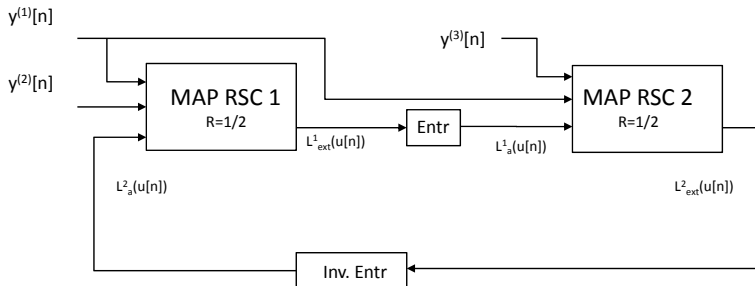 y⁽¹⁾[n]
y⁽³⁾[n]
y⁽²⁾[n]
MAP RSC 1
R=1/2
MAP RSC 2
R=1/2
Entr
L¹ₑₓₜ(u[n])
L¹ₐ(u[n])
L²ₐ(u[n])
L²ₑₓₜ(u[n])
Inv. Entr